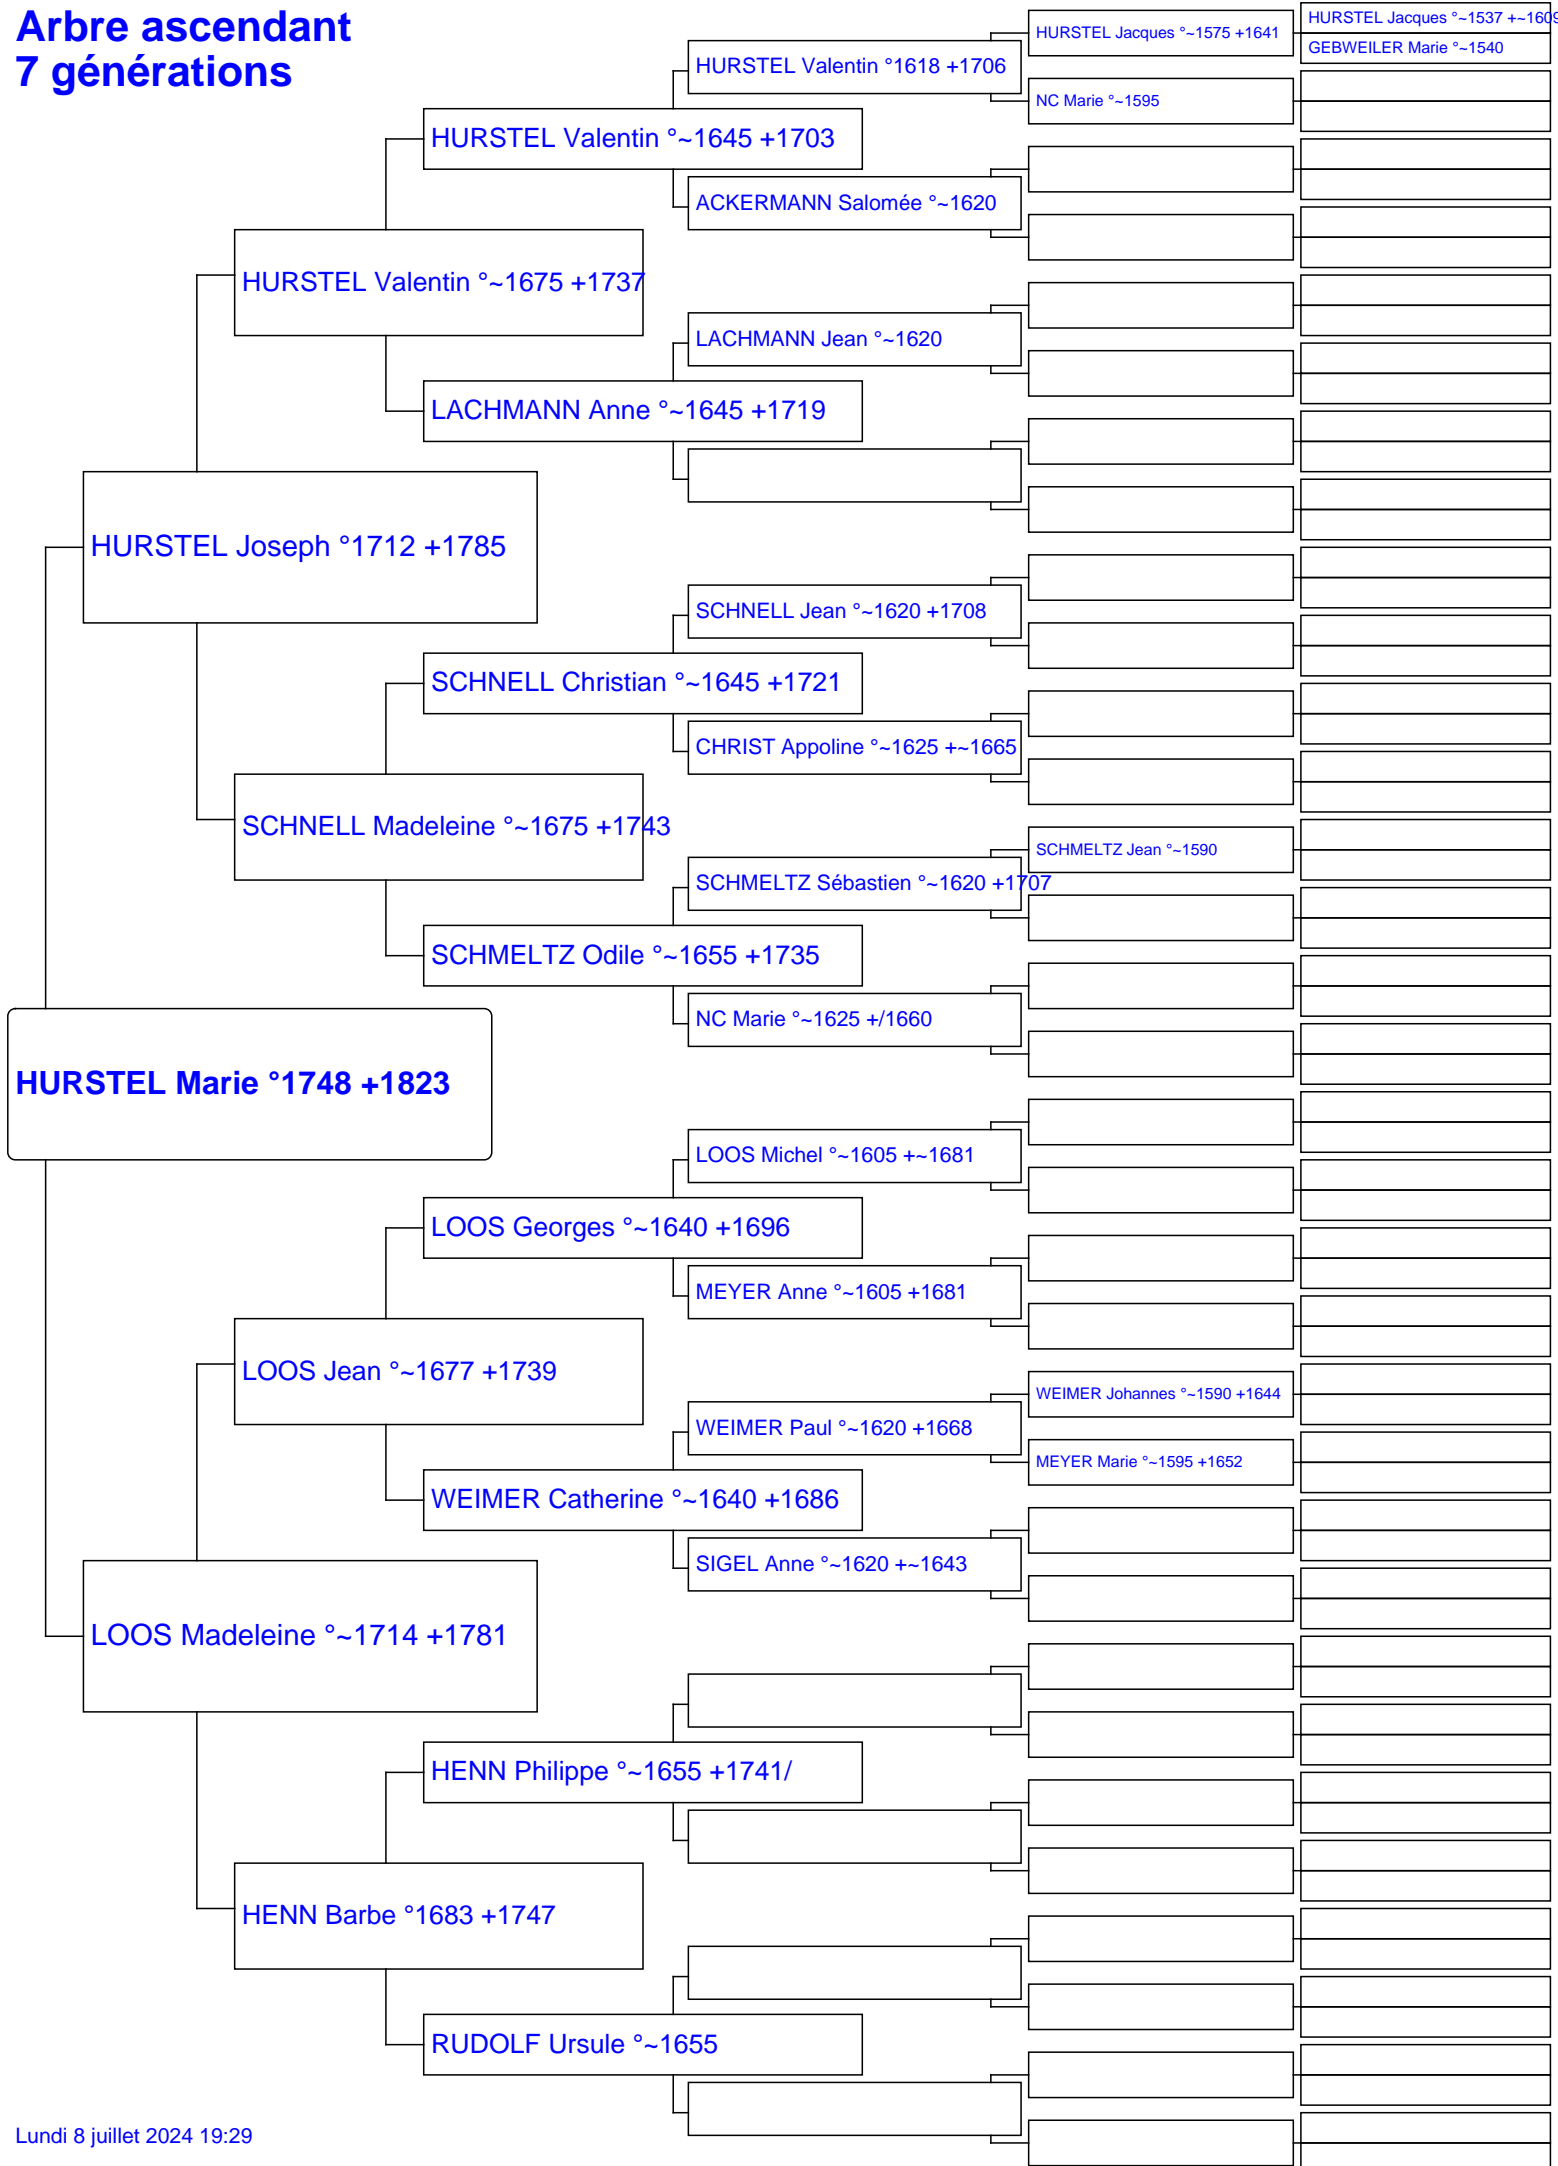 Arbre ascendant
7 générations
HURSTEL Jacques °~1537 +~1609
HURSTEL Jacques °~1575 +1641
GEBWEILER Marie °~1540
HURSTEL Valentin °1618 +1706
NC Marie °~1595
HURSTEL Valentin °~1645 +1703
ACKERMANN Salomée °~1620
HURSTEL Valentin °~1675 +1737
LACHMANN Jean °~1620
LACHMANN Anne °~1645 +1719
HURSTEL Joseph °1712 +1785
SCHNELL Jean °~1620 +1708
SCHNELL Christian °~1645 +1721
CHRIST Appoline °~1625 +~1665
SCHNELL Madeleine °~1675 +1743
SCHMELTZ Jean °~1590
SCHMELTZ Sébastien °~1620 +1707
SCHMELTZ Odile °~1655 +1735
NC Marie °~1625 +/1660
HURSTEL Marie °1748 +1823
LOOS Michel °~1605 +~1681
LOOS Georges °~1640 +1696
MEYER Anne °~1605 +1681
LOOS Jean °~1677 +1739
WEIMER Johannes °~1590 +1644
WEIMER Paul °~1620 +1668
MEYER Marie °~1595 +1652
WEIMER Catherine °~1640 +1686
SIGEL Anne °~1620 +~1643
LOOS Madeleine °~1714 +1781
HENN Philippe °~1655 +1741/
HENN Barbe °1683 +1747
RUDOLF Ursule °~1655
Lundi 8 juillet 2024 19:29